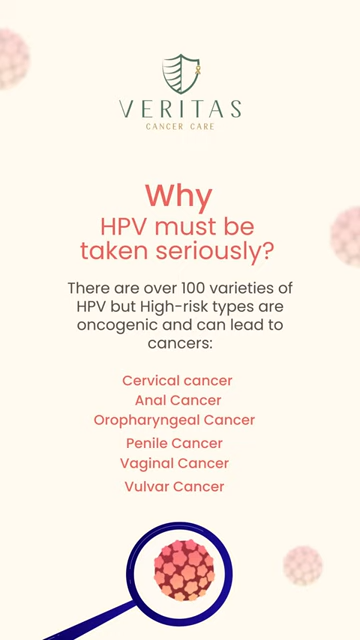 VERITAS
CANCER CARE
Why
HPV must be
taken seriously?
There are over 100 varieties of
HPV but High-risk types are
oncogenic and can lead to
cancers:
Cervical cancer
Anal Cancer
Oropharyngeal Cancer
Penile Cancer
Vaginal Cancer
Vulvar Cancer